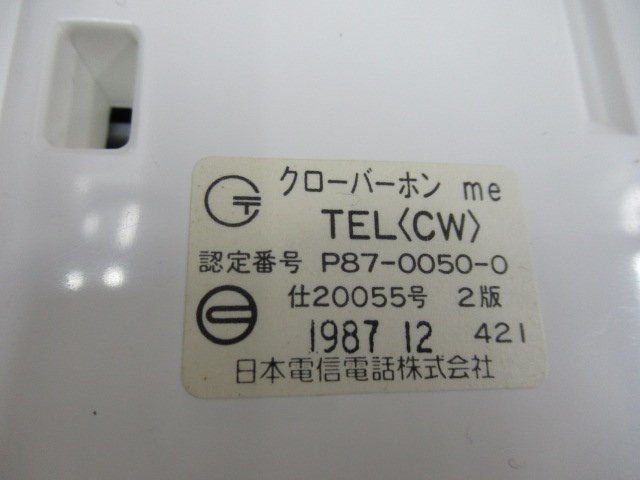 クローバーホン me
TEL〈CW〉
認定番号 P87-0050-0
仕20055号 2版
1987 12 421
日本電信電話株式会社